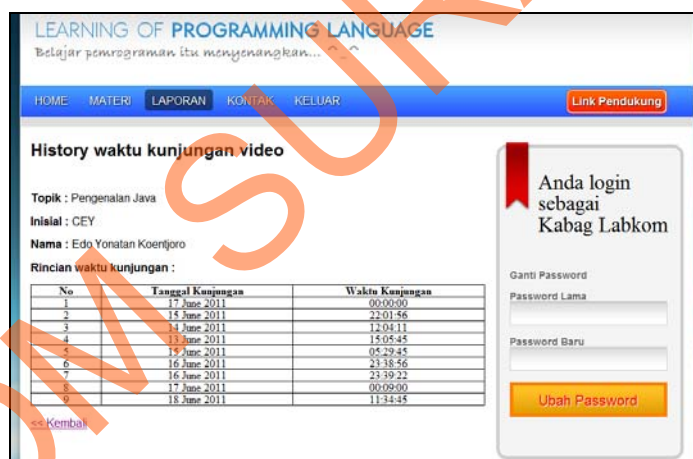 LEARNING OF PROGRAMMING LANGUAGE
Belajar pemrograman itu menyenangkan... ^_^
HOME MATERI LAPORAN KONTAK KELUAR Link Pendukung
History waktu kunjungan video
Topik : Pengenalan Java
Inisial : CEY
Nama : Edo Yonatan Koentjoro
Rincian waktu kunjungan :
No Tanggal Kunjungan Waktu Kunjungan
1 17 June 2011 00:00:00
2 15 June 2011 22:01:56
3 14 June 2011 12:04:11
4 13 June 2011 15:05:45
5 15 June 2011 05:29:45
6 16 June 2011 23:38:56
7 16 June 2011 23:39:22
8 17 June 2011 00:09:00
9 18 June 2011 11:34:45
<< Kembali
Anda login
sebagai
Kabag Labkom
Ganti Password
Password Lama
Password Baru
Ubah Password